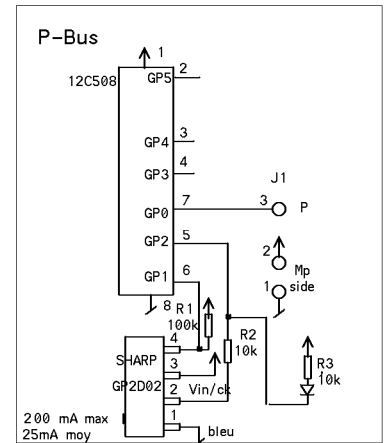 P-Bus
1
12C508
GP5 2
GP4 3
GP3 4
J1
GP0 7 3 P
GP2 5 2
Mp
side
GP1 6 1
8 R1
100k
4 R2
10k
SHARP
3 R3
10k
GP2D02
2 Vin/ck
1
200 mA max
bleu
25mA moy